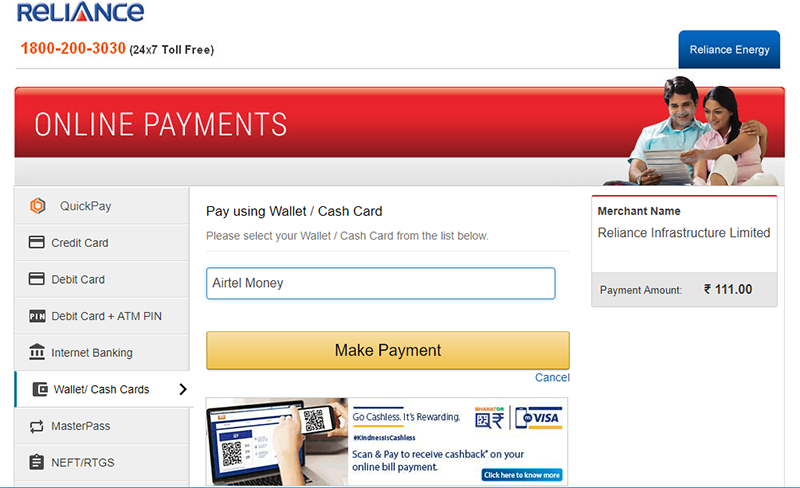 RELIANCE
1800-200-3030 (24x7 Toll Free)
Reliance Energy
ONLINE PAYMENTS
QuickPay
Credit Card
Debit Card
PIN Debit Card + ATM PIN
Internet Banking
Wallet/ Cash Cards
MasterPass
NEFT/RTGS
Pay using Wallet / Cash Card
Please select your Wallet / Cash Card from the list below.
Airtel Money
Make Payment
Cancel
Go Cashless. It's Rewarding.
#KindnessIsCashless
Scan & Pay to receive cashback* on your
online bill payment.
BHARATQR
VISA
Click here to know more
Merchant Name
Reliance Infrastructure Limited
Payment Amount: ₹ 111.00